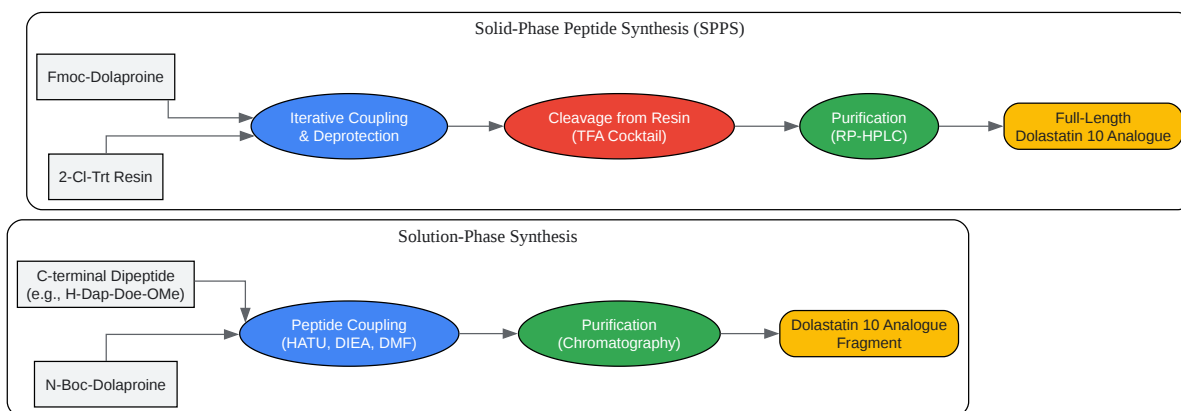 Solid-Phase Peptide Synthesis (SPPS)
Fmoc-Dolaproine
2-Cl-Trt Resin
Iterative Coupling
& Deprotection
Cleavage from Resin
(TFA Cocktail)
Purification
(RP-HPLC)
Full-Length
Dolastatin 10 Analogue
Solution-Phase Synthesis
C-terminal Dipeptide
(e.g., H-Dap-Doe-OMe)
N-Boc-Dolaproine
Peptide Coupling
(HATU, DIEA, DMF)
Purification
(Chromatography)
Dolastatin 10 Analogue
Fragment